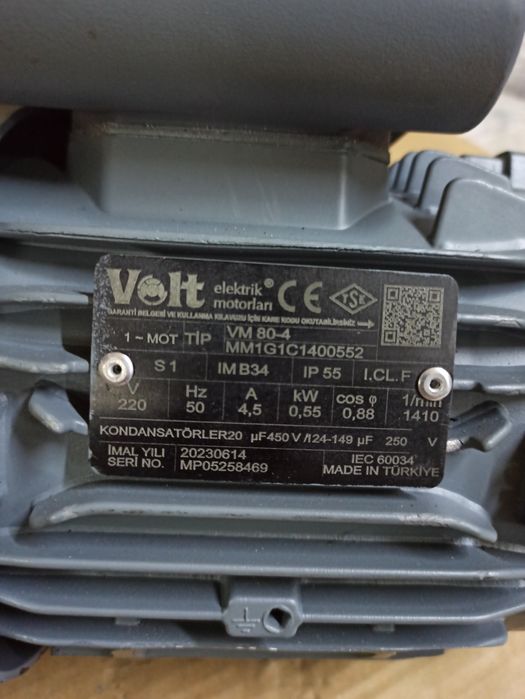 Volt elektrik® motorları CE TSE
GARANTİ BELGESİ VE KULLANMA KILAVUZU İÇİN KARE KODU OKUTABİLİRSİNİZ
1 ~ MOT TİP VM 80-4
MM1G1C1400552
S 1 IM B34 IP 55 I.CL. F
V Hz A kW cos φ 1/min
220 50 4,5 0,55 0,88 1410
KONDANSATÖRLER20 µF450 V /124-149 µF 250 V
İMAL YILI 20230614 IEC 60034
SERİ NO. MP05258469 MADE IN TÜRKİYE